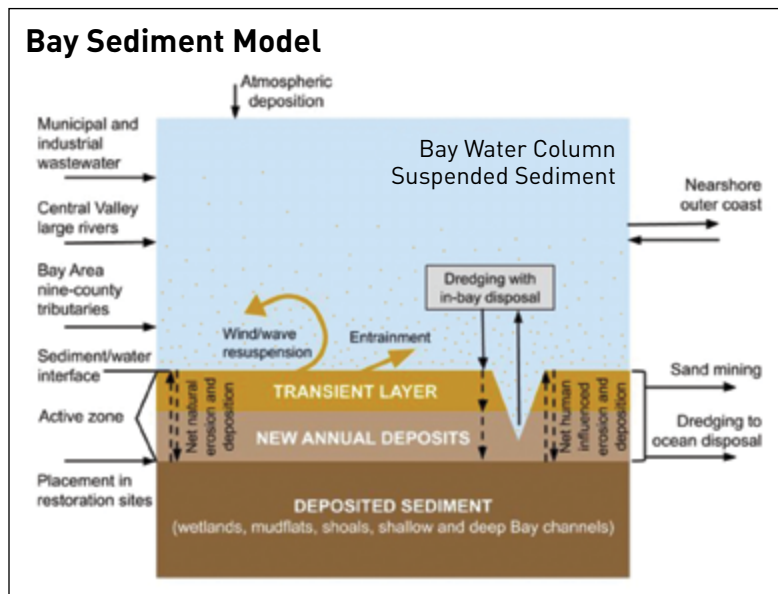 Bay Sediment Model
Atmospheric
deposition
Municipal and
industrial
wastewater
Bay Water Column
Suspended Sediment
Nearshore
outer coast
Central Valley
large rivers
Bay Area
nine-county
tributaries
Dredging with
in-bay disposal
Wind/wave
resuspension
Entrainment
Sediment/water
interface
Active zone
Placement in
restoration sites
Net natural
erosion and
deposition
TRANSIENT LAYER
NEW ANNUAL DEPOSITS
Net human
influenced
erosion and
deposition
Sand mining
Dredging to
ocean disposal
DEPOSITED SEDIMENT
(wetlands, mudflats, shoals, shallow and deep Bay channels)